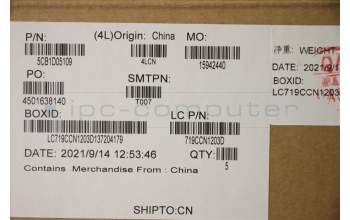 P/N:
(4L)Origin: China
MO:
5CB1D05109
4LCN
15942440
PO:
SMTPN:
4501638140
T007
BOXID:
LC P/N:
LC719CCN1203D137204179
719CCN1203D
DATE: 2021/9/14 12:53:46
QTY:
5
Contains Merchandise From : China
SHIPTO:CN
净重: WEIGHT
DATE: 2021/9/1
BOXID:
LC719CCN1203
ipc-computer